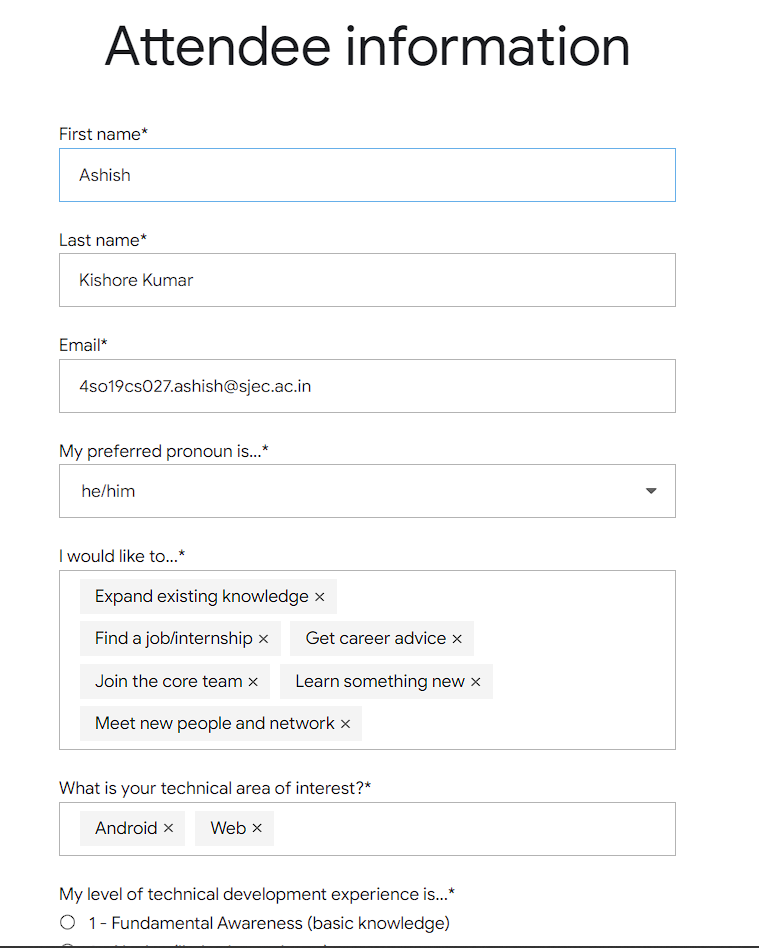 Attendee information
First name*
Ashish
Last name*
Kishore Kumar
Email*
4so19cs027.ashish@sjec.ac.in
My preferred pronoun is...*
he/him
I would like to...*
Expand existing knowledge ×
Find a job/internship × Get career advice ×
Join the core team × Learn something new ×
Meet new people and network ×
What is your technical area of interest?*
Android × Web ×
My level of technical development experience is...*
1 - Fundamental Awareness (basic knowledge)